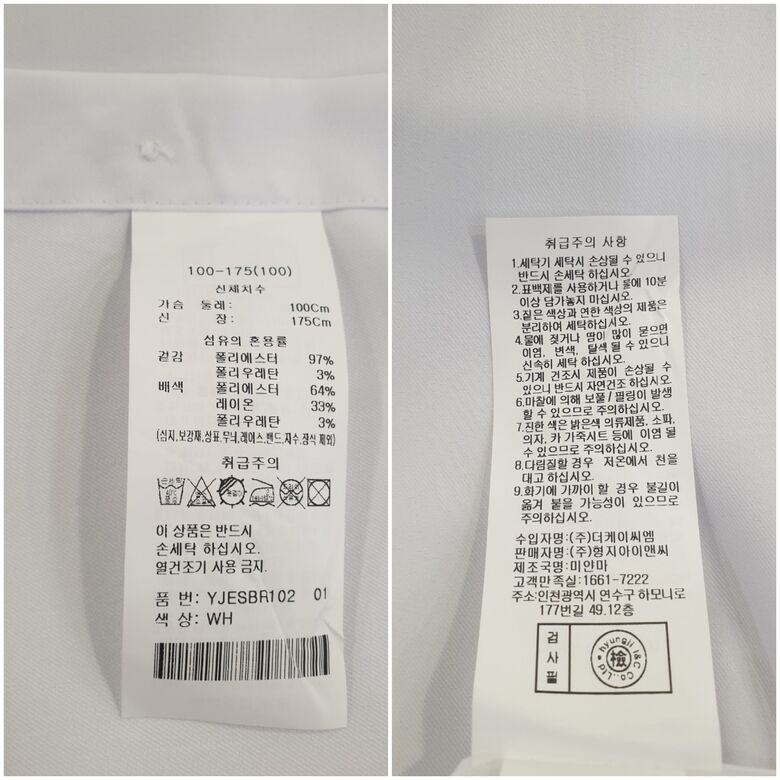 100-175(100)
신체치수
가슴 둘레: 100Cm
신 장: 175Cm
섬유의 혼용률
겉감 폴리에스터 97%
폴리우레탄 3%
배색 폴리에스터 64%
레이온 33%
폴리우레탄 3%
(심지,보강재,상표,무늬,레이스,밴드,자수,장식 제외)
취급주의
이 상품은 반드시
손세탁 하십시오.
열건조기 사용 금지.
품 번: YJESBR102 01
색 상: WH
취급주의 사항
1.세탁기 세탁시 손상될 수 있으니
반드시 손세탁 하십시오.
2.표백제를 사용하거나 물에 10분
이상 담가놓지 마십시오.
3.짙은 색상과 연한 색상의 제품은
분리하여 세탁하십시오.
4.물에 젖거나 땀이 많이 묻으면
이염, 변색, 탈색 될 수 있으니
신속히 세탁 하십시오.
5.기계 건조시 제품이 손상될 수
있으니 반드시 자연건조 하십시오.
6.마찰에 의해 보풀/필링이 발생
할 수 있으므로 주의하십시오.
7.진한 색은 밝은색 의류제품, 소파,
의자, 카 가죽시트 등에 이염 될
수 있으므로 주의하십시오.
8.다림질할 경우 저온에서 천을
대고 하십시오.
9.화기에 가까이 할 경우 불길이
옮겨 붙을 가능성이 있으므로
주의하십시오.
수입자명:(주)더케이씨엠
판매자명:(주)형지아이앤씨
제조국명:미얀마
고객만족실:1661-7222
주소:인천광역시 연수구 하모니로
177번길 49.12층
검사필
hyungji I&C Co.,Ltd
檢